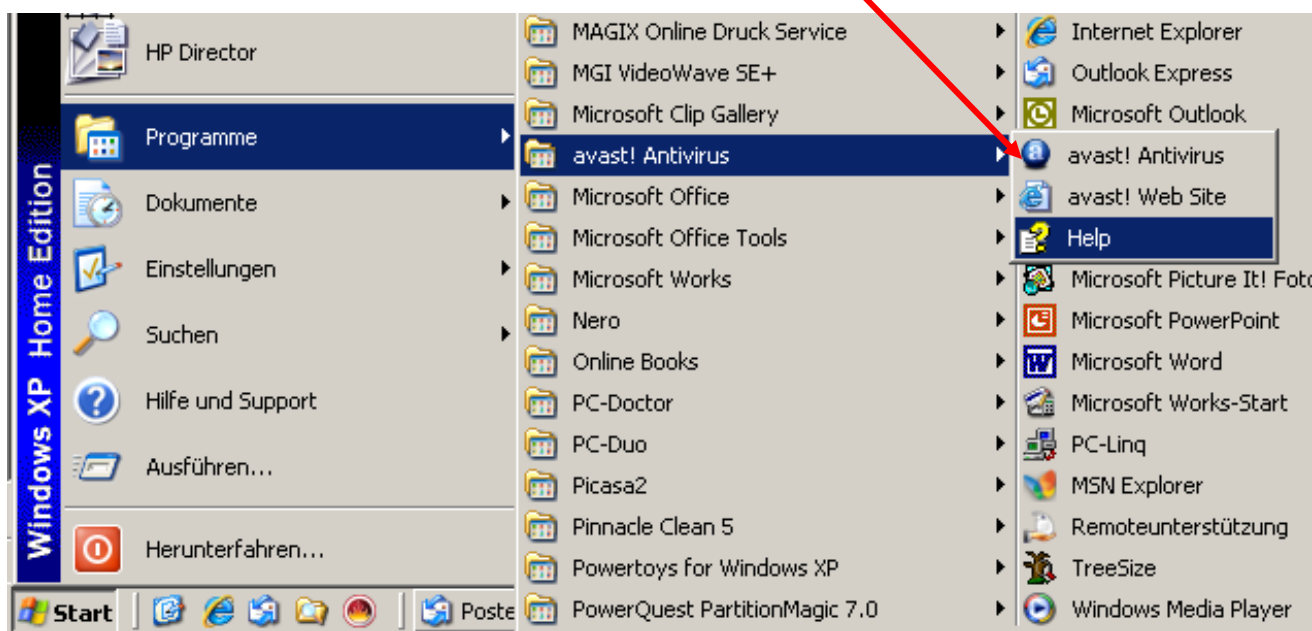 HP Director
Programme
Dokumente
Einstellungen
Suchen
Hilfe und Support
Ausführen...
Herunterfahren...
Windows XP Home Edition
Start
Poste
MAGIX Online Druck Service
MGI VideoWave SE+
Microsoft Clip Gallery
avast! Antivirus
Microsoft Office
Microsoft Office Tools
Microsoft Works
Nero
Online Books
PC-Doctor
PC-Duo
Picasa2
Pinnacle Clean 5
Powertoys for Windows XP
PowerQuest PartitionMagic 7.0
Internet Explorer
Outlook Express
Microsoft Outlook
avast! Antivirus
avast! Web Site
Help
Microsoft Picture It! Foto
Microsoft PowerPoint
Microsoft Word
Microsoft Works-Start
PC-Linq
MSN Explorer
Remoteunterstützung
TreeSize
Windows Media Player